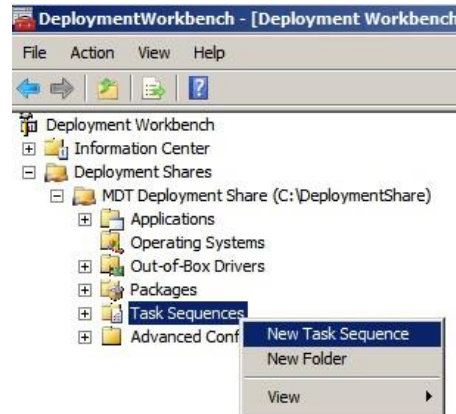 DeploymentWorkbench - [Deployment Workbench
File Action View Help
Deployment Workbench
Information Center
Deployment Shares
MDT Deployment Share (C:\DeploymentShare)
Applications
Operating Systems
Out-of-Box Drivers
Packages
Task Sequences
New Task Sequence
Advanced Conf
New Folder
View